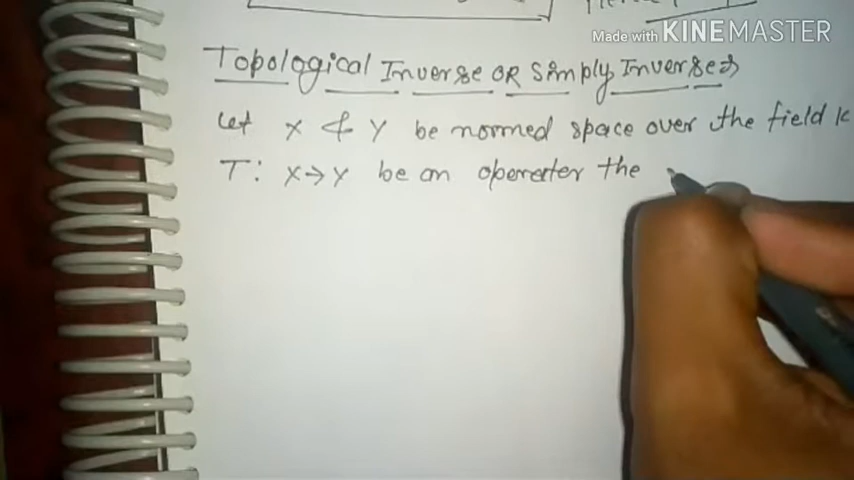 Made with KINEMASTER
Topological Inverse OR Simply Inverses
Let X & Y be normed space over the field K
T: X→Y be an operater the